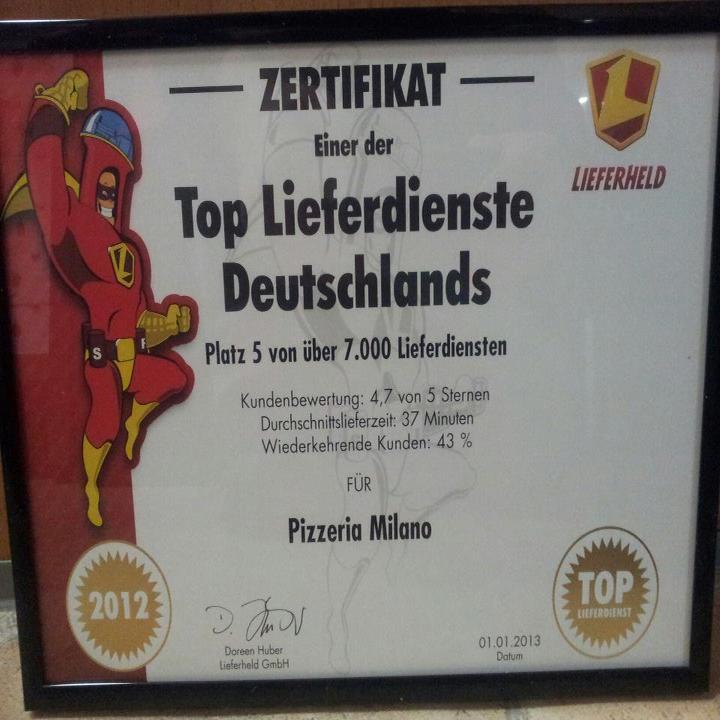 ZERTIFIKAT
Einer der
Top Lieferdienste
Deutschlands
Platz 5 von über 7.000 Lieferdiensten
Kundenbewertung: 4,7 von 5 Sternen
Durchschnittslieferzeit: 37 Minuten
Wiederkehrende Kunden: 43 %
FÜR
Pizzeria Milano
LIEFERHELD
L
L
S
2012
Doreen Huber
Lieferheld GmbH
01.01.2013
Datum
TOP
LIEFERDIENST